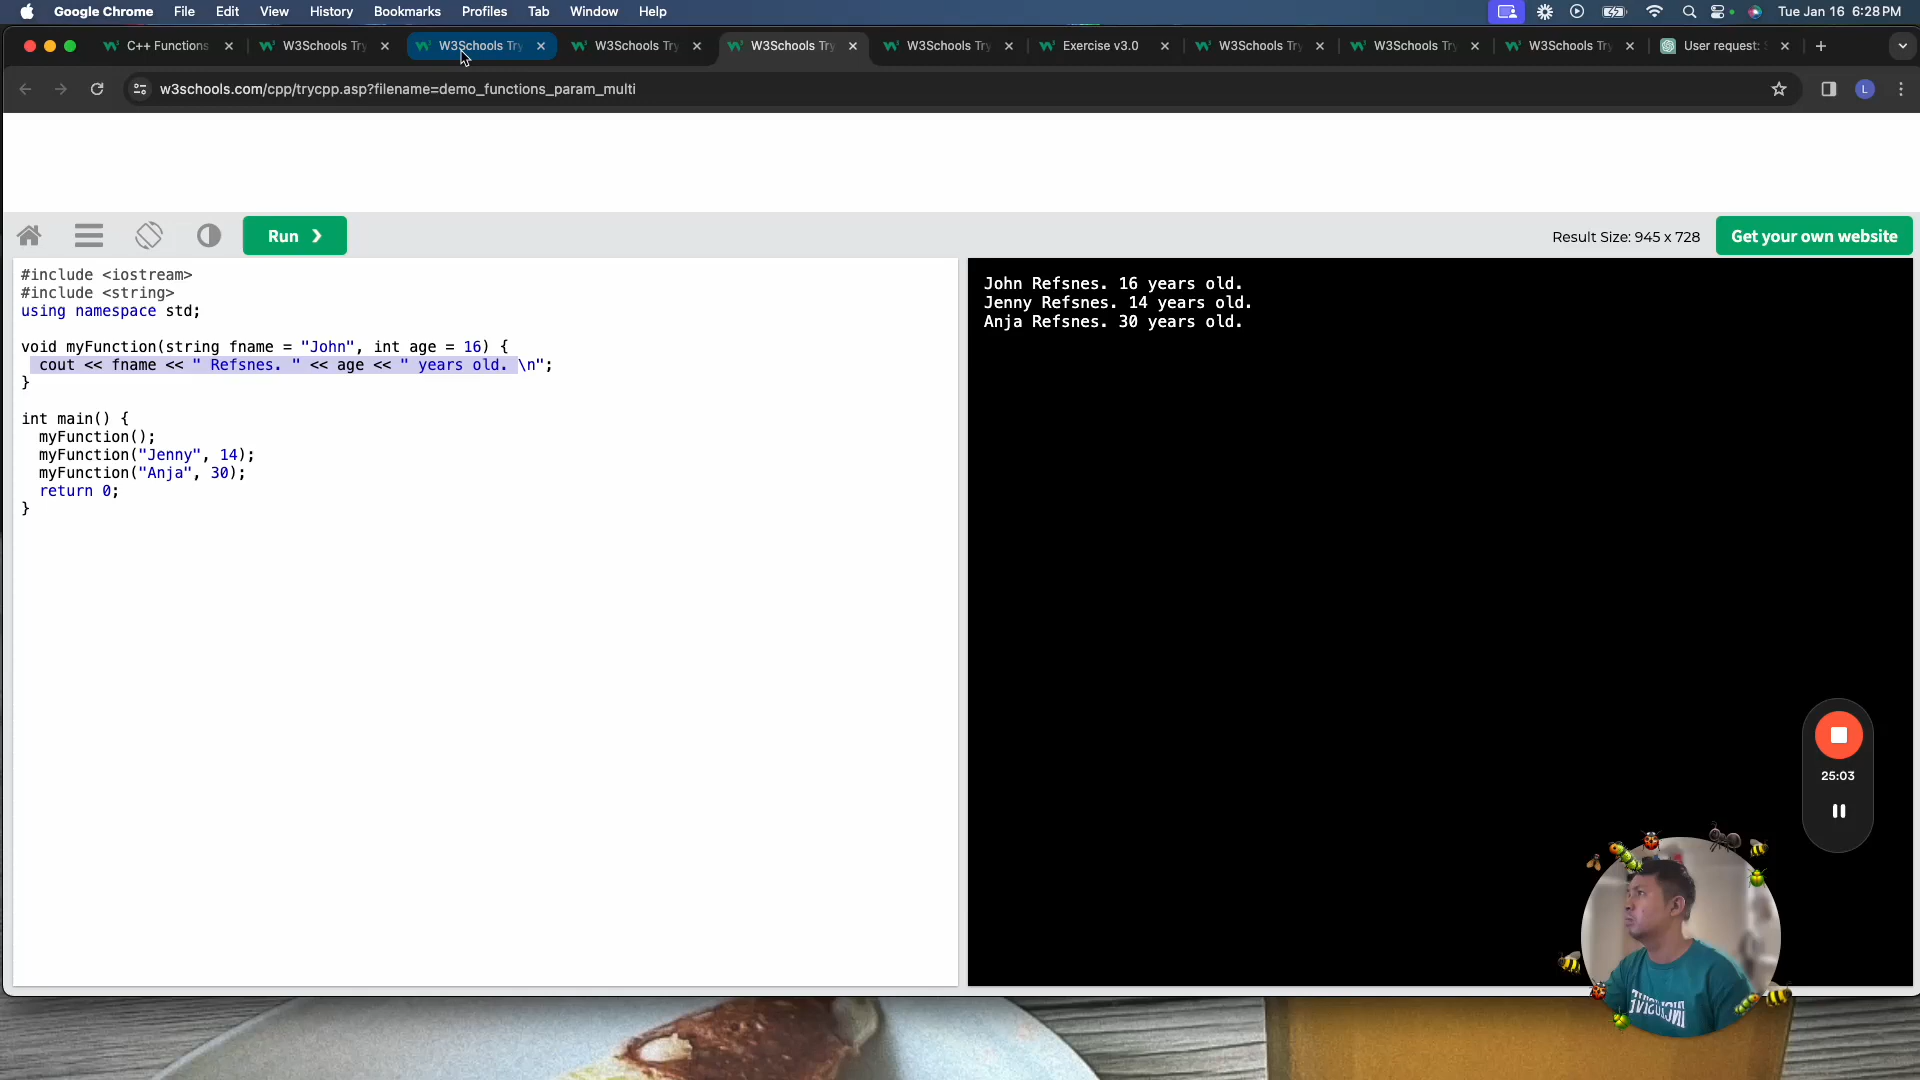 Google Chrome File Edit View History Bookmarks Profiles Tab Window Help Tue Jan 16 6:28 PM
C++ Functions W3Schools Try W3Schools Try W3Schools Try W3Schools Try W3Schools Try Exercise v3.0 W3Schools Try W3Schools Try W3Schools Try User request:
w3schools.com/cpp/trycpp.asp?filename=demo_functions_param_multi L
Run ❯ Result Size: 945 x 728 Get your own website
#include <iostream>
#include <string>
using namespace std;
void myFunction(string fname = "John", int age = 16) {
cout << fname << " Refsnes. " << age << " years old. \n";
}
int main() {
myFunction();
myFunction("Jenny", 14);
myFunction("Anja", 30);
return 0;
}
John Refsnes. 16 years old.
Jenny Refsnes. 14 years old.
Anja Refsnes. 30 years old.
25:03
INCLUSIVE